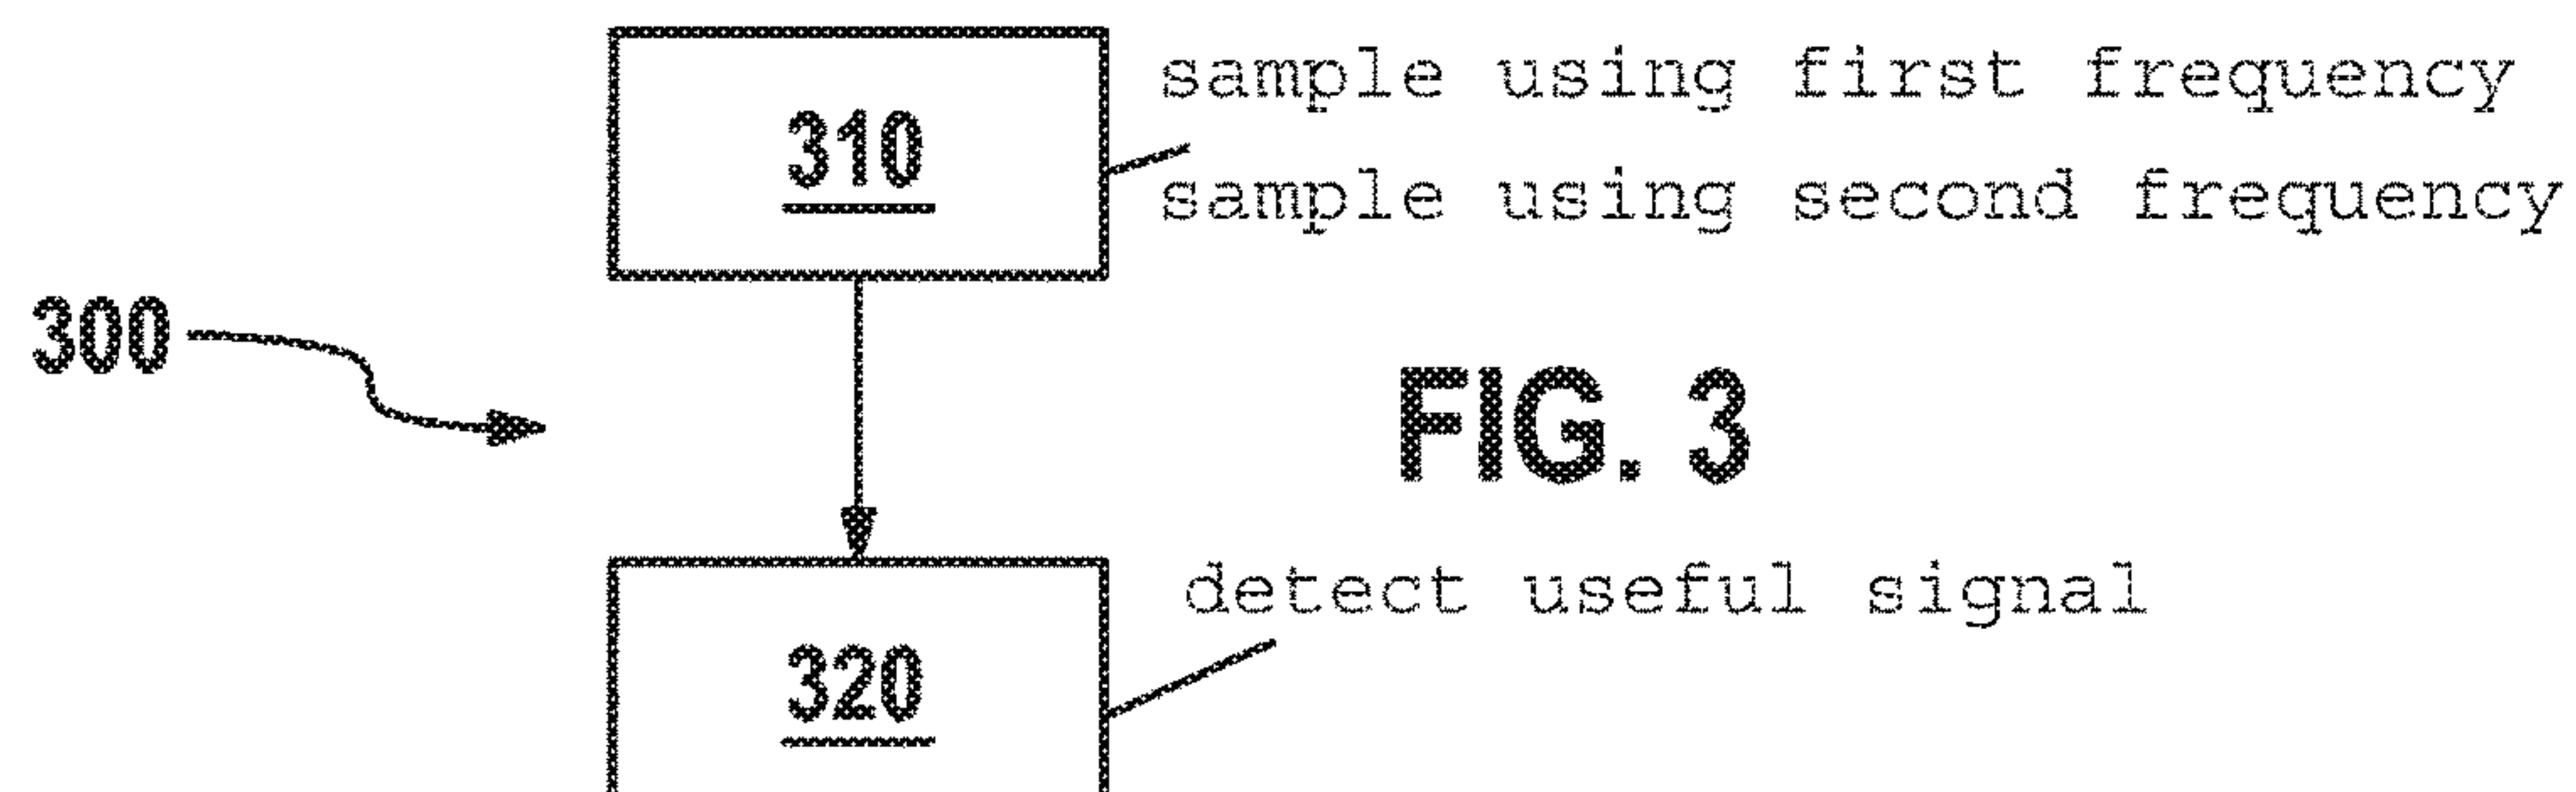 310
sample using first frequency
sample using second frequency
300
FIG. 3
detect useful signal
320